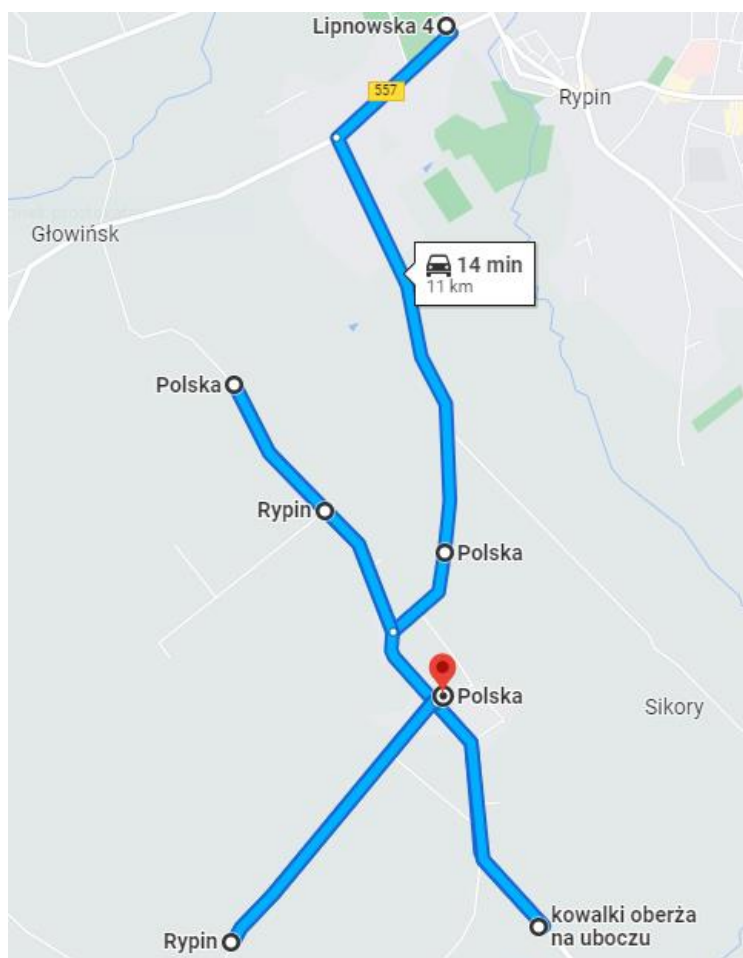 Lipnowska 4
557
Rypin
Głowińsk
14 min
11 km
Polska
Rypin
Polska
Polska
Sikory
kowalki oberża
na uboczu
Rypin